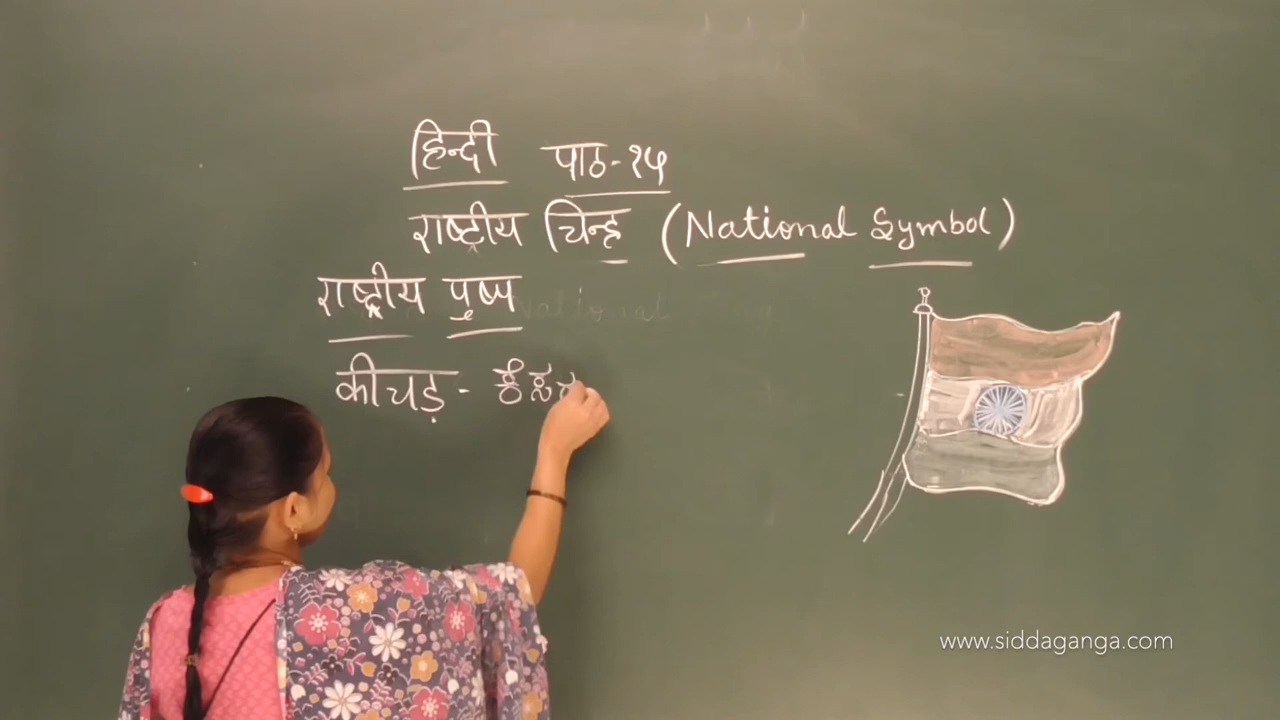 हिन्दी पाठ-१५
राष्ट्रीय चिन्ह (National Symbol)
राष्ट्रीय पुष्प
कीचड़ -
www.siddaganga.com